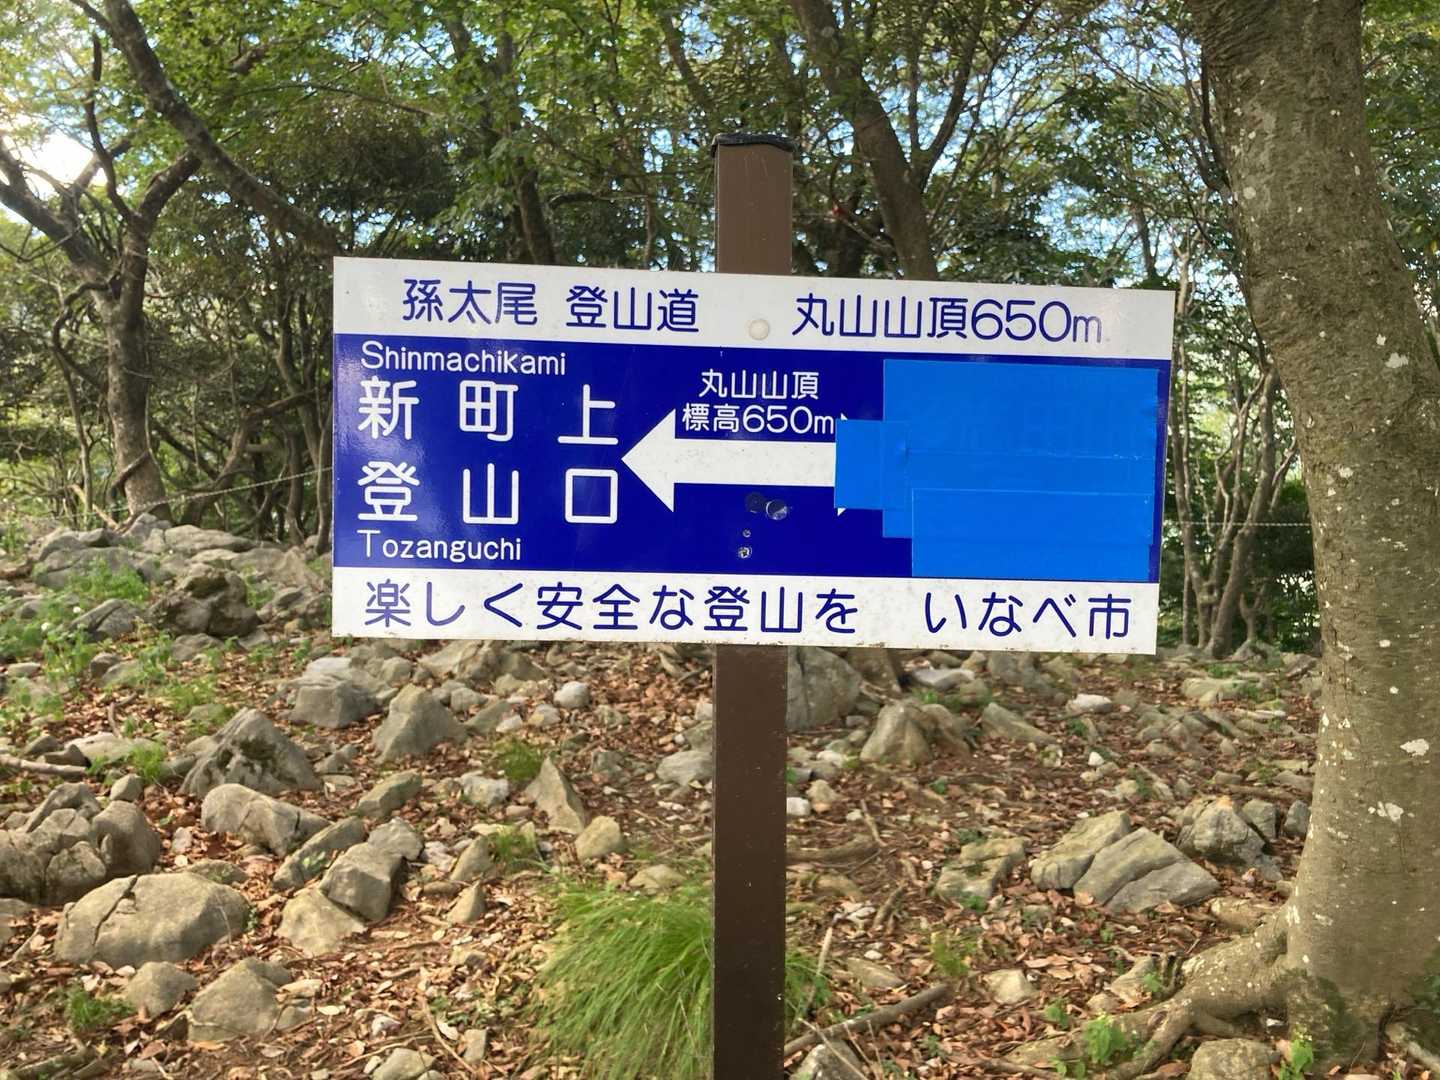 孫太尾 登山道 丸山山頂650m
Shinmachikami
新町上
登山口
Tozanguchi
丸山山頂
標高650m
楽しく安全な登山を いなべ市